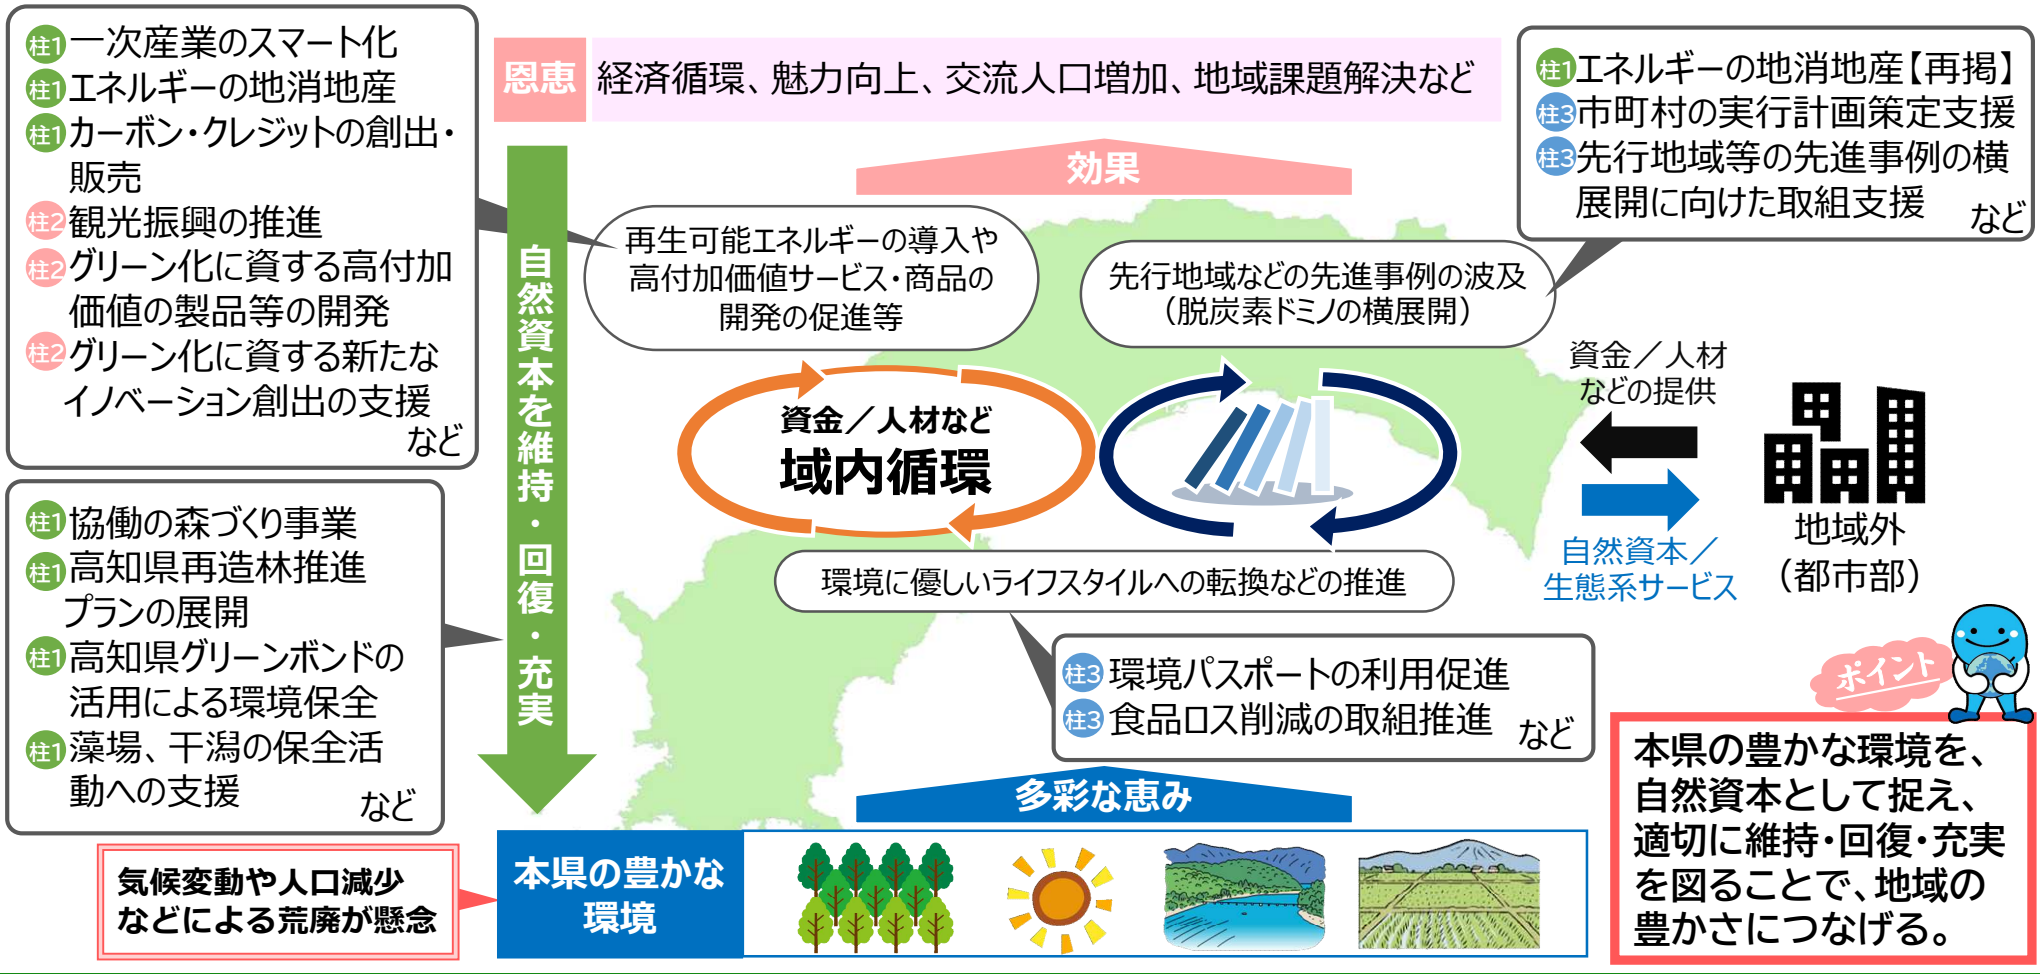 柱1 一次産業のスマート化
柱1 エネルギーの地消地産
柱1 カーボン・クレジットの創出・
販売
柱2 観光振興の推進
柱2 グリーン化に資する高付加
価値の製品等の開発
柱2 グリーン化に資する新たな
イノベーション創出の支援
など
恩恵
経済循環、魅力向上、交流人口増加、地域課題解決など
柱1 エネルギーの地消地産【再掲】
柱3 市町村の実行計画策定支援
柱3 先行地域等の先進事例の横
展開に向けた取組支援 など
効果
自然資本を維持・回復・充実
再生可能エネルギーの導入や
高付加価値サービス・商品の
開発の促進等
先行地域などの先進事例の波及
(脱炭素ドミノの横展開)
資金／人材など
域内循環
資金／人材
などの提供
自然資本／
生態系サービス
地域外
(都市部)
環境に優しいライフスタイルへの転換などの推進
柱1 協働の森づくり事業
柱1 高知県再造林推進
プランの展開
柱1 高知県グリーンボンドの
活用による環境保全
柱1 藻場、干潟の保全活
動への支援 など
柱3 環境パスポートの利用促進
柱3 食品ロス削減の取組推進 など
多彩な恵み
気候変動や人口減少
などによる荒廃が懸念
本県の豊かな
環境
ポイント
本県の豊かな環境を、
自然資本として捉え、
適切に維持・回復・充実
を図ることで、地域の
豊かさにつなげる。